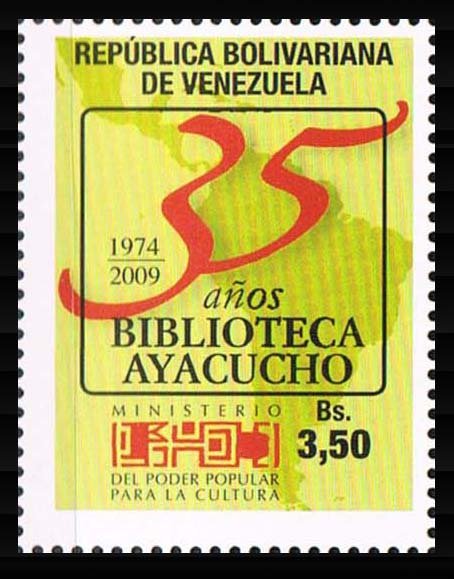 REPÚBLICA BOLIVARIANA
DE VENEZUELA
35
1974
2009
años
BIBLIOTECA
AYACUCHO
MINISTERIO
DEL PODER POPULAR
PARA LA CULTURA
Bs.
3,50